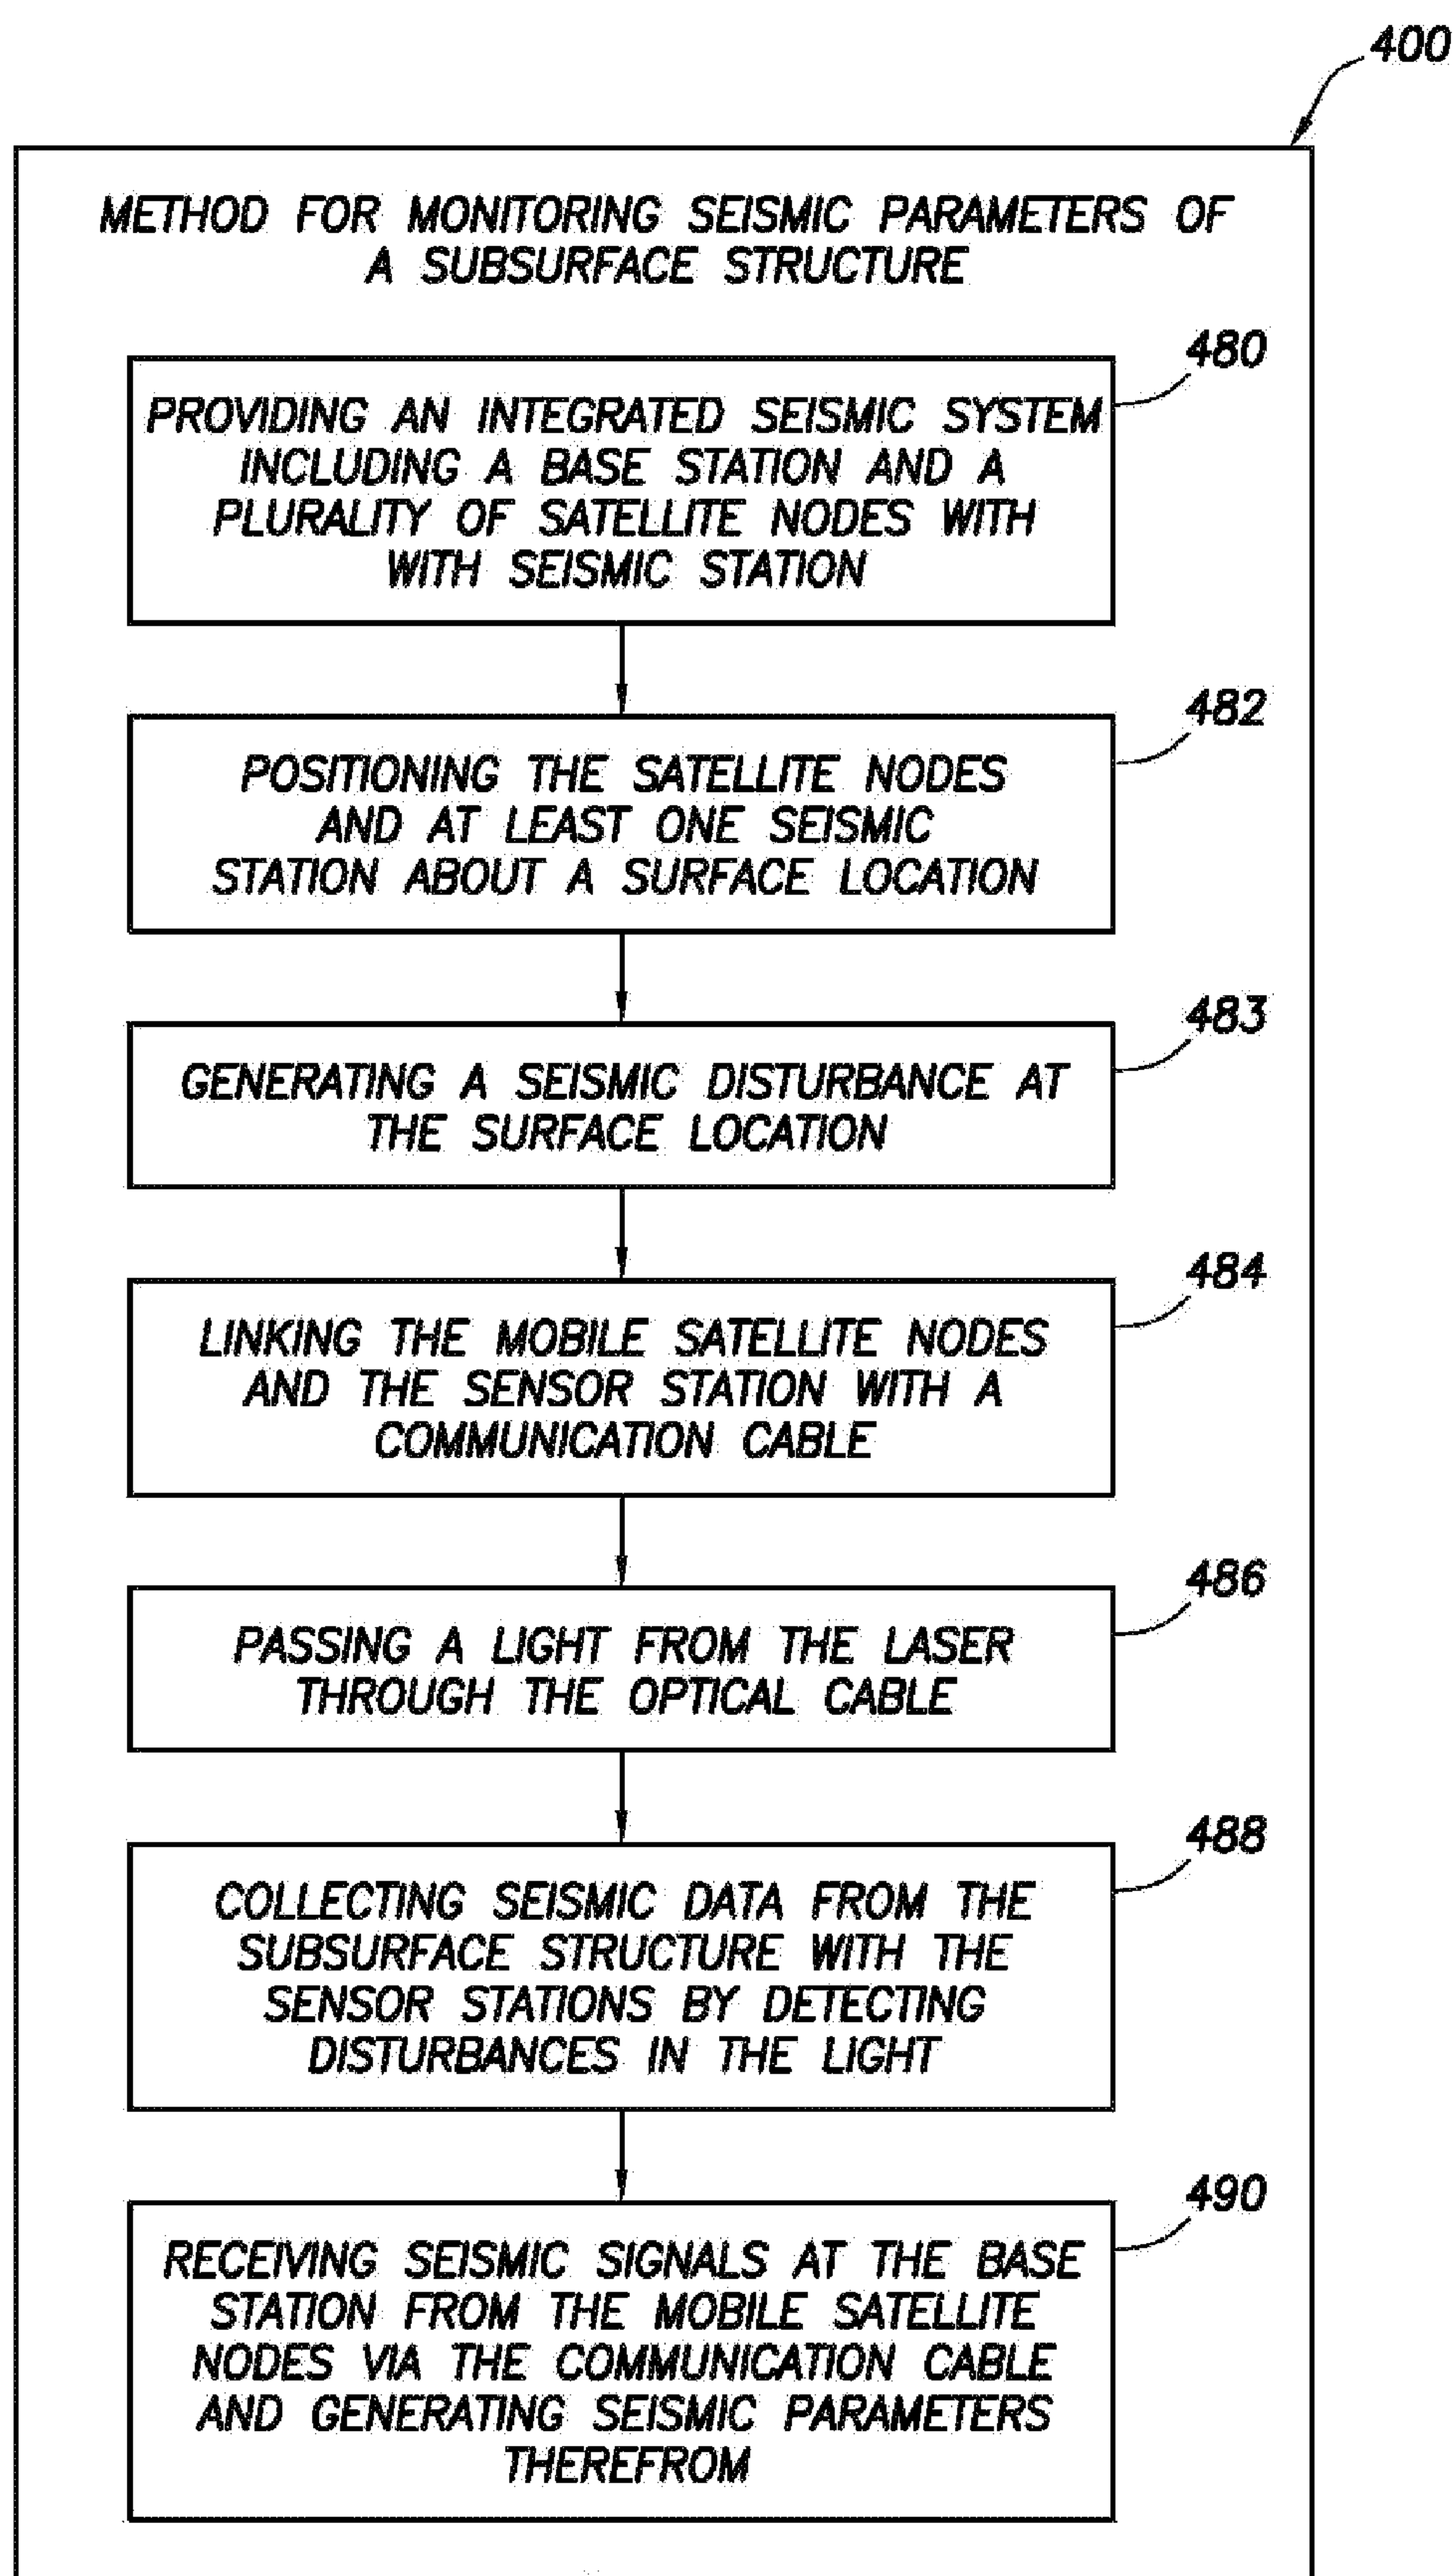 400
METHOD FOR MONITORING SEISMIC PARAMETERS OF
A SUBSURFACE STRUCTURE
480
PROVIDING AN INTEGRATED SEISMIC SYSTEM
INCLUDING A BASE STATION AND A
PLURALITY OF SATELLITE NODES WITH
WITH SEISMIC STATION
482
POSITIONING THE SATELLITE NODES
AND AT LEAST ONE SEISMIC
STATION ABOUT A SURFACE LOCATION
483
GENERATING A SEISMIC DISTURBANCE AT
THE SURFACE LOCATION
484
LINKING THE MOBILE SATELLITE NODES
AND THE SENSOR STATION WITH A
COMMUNICATION CABLE
486
PASSING A LIGHT FROM THE LASER
THROUGH THE OPTICAL CABLE
488
COLLECTING SEISMIC DATA FROM THE
SUBSURFACE STRUCTURE WITH THE
SENSOR STATIONS BY DETECTING
DISTURBANCES IN THE LIGHT
490
RECEIVING SEISMIC SIGNALS AT THE BASE
STATION FROM THE MOBILE SATELLITE
NODES VIA THE COMMUNICATION CABLE
AND GENERATING SEISMIC PARAMETERS
THEREFROM